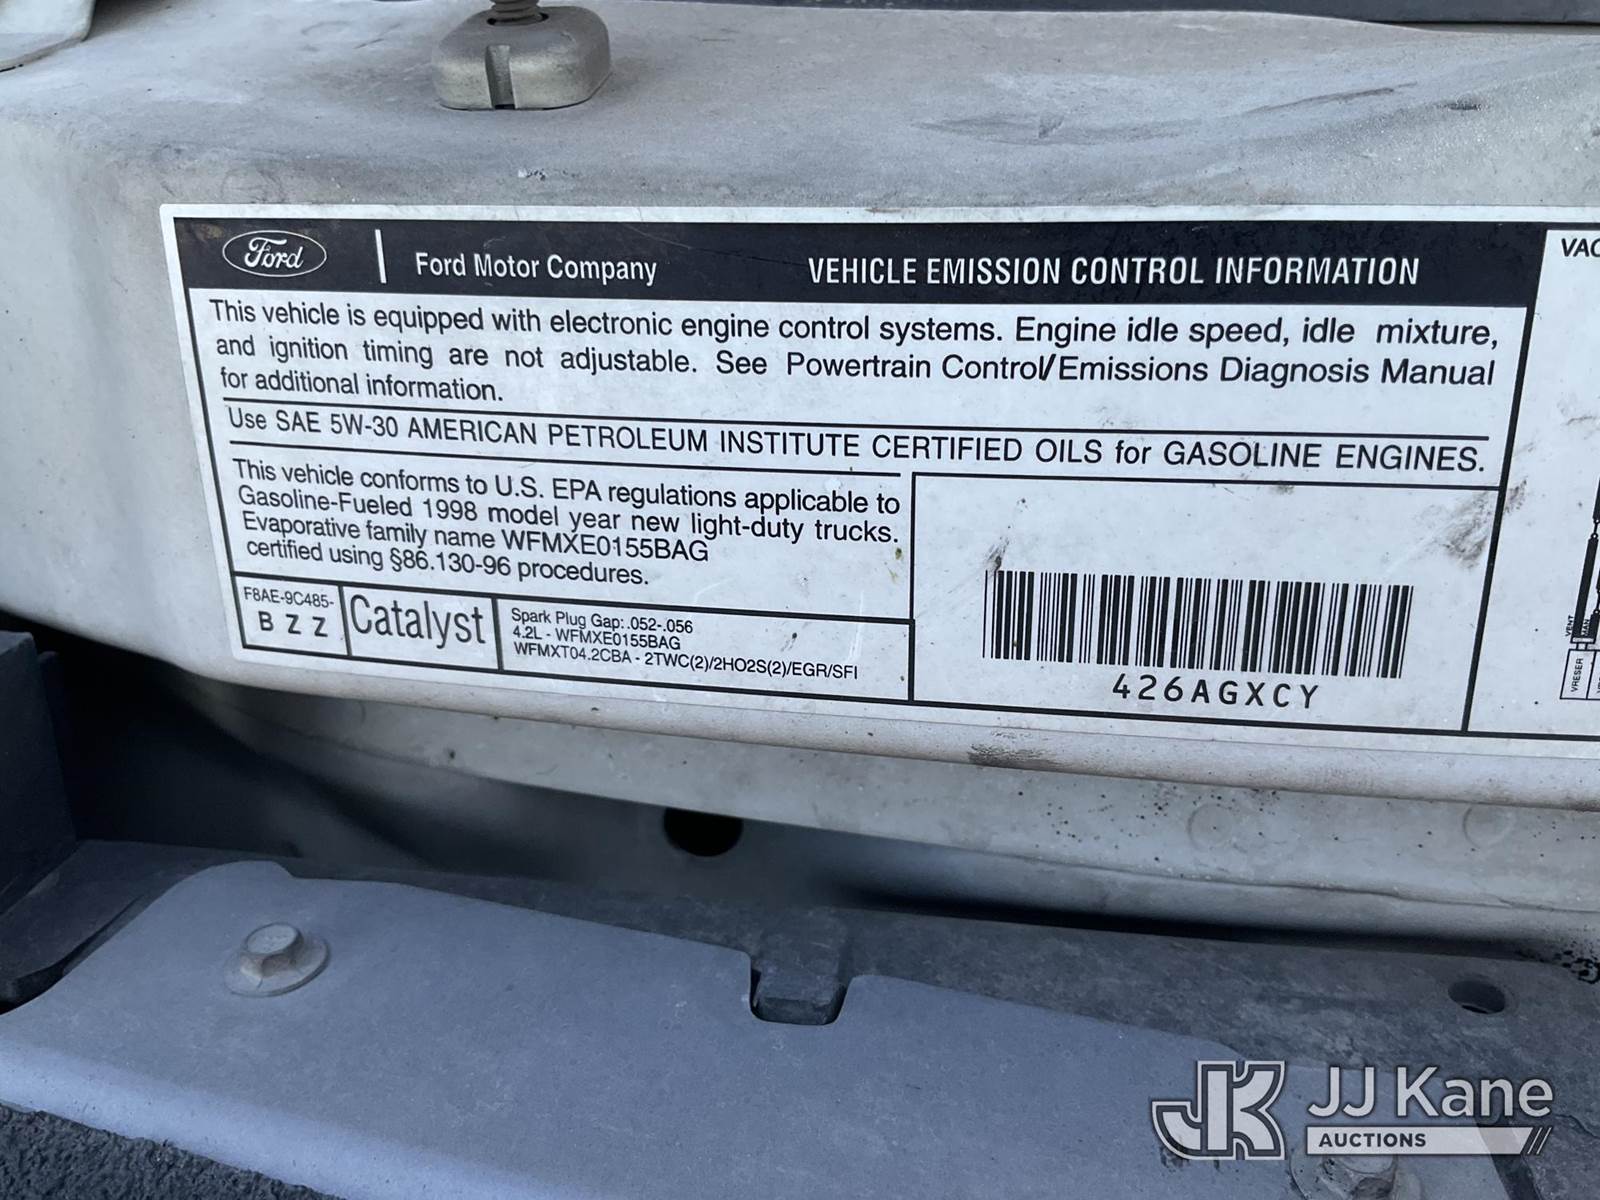 Ford
Ford Motor Company
VEHICLE EMISSION CONTROL INFORMATION
This vehicle is equipped with electronic engine control systems. Engine idle speed, idle mixture,
and ignition timing are not adjustable. See Powertrain Control/Emissions Diagnosis Manual
for additional information.
Use SAE 5W-30 AMERICAN PETROLEUM INSTITUTE CERTIFIED OILS for GASOLINE ENGINES.
This vehicle conforms to U.S. EPA regulations applicable to
Gasoline-Fueled 1998 model year new light-duty trucks.
Evaporative family name WFMXE0155BAG
certified using §86.130-96 procedures.
F8AE-9C485-
B Z Z
Catalyst
Spark Plug Gap: .052-.056
4.2L - WFMXE0155BAG
WFMXT04.2CBA - 2TWC(2)/2HO2S(2)/EGR/SFI
426AGXCY
VAC
VENT
MAN
VRESER
JK
JJ Kane
AUCTIONS